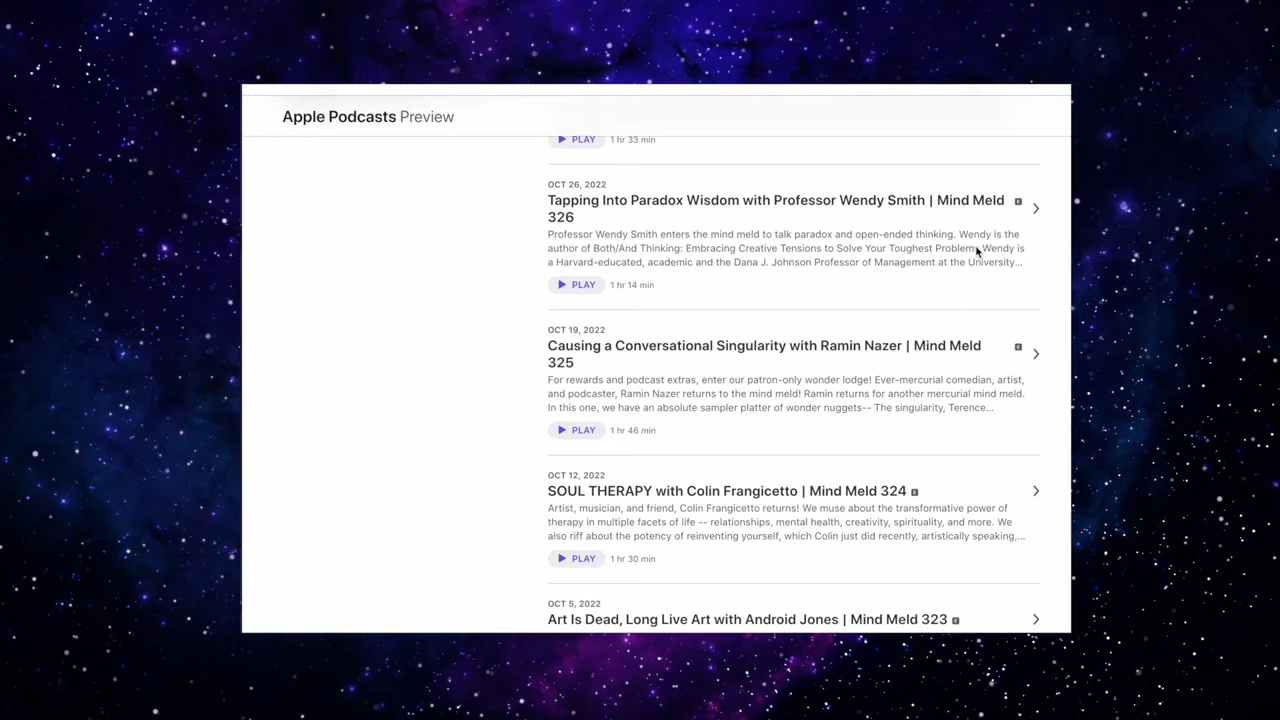 Apple Podcasts Preview
PLAY 1 hr 33 min
OCT 26, 2022
Tapping Into Paradox Wisdom with Professor Wendy Smith | Mind Meld E
326
Professor Wendy Smith enters the mind meld to talk paradox and open-ended thinking. Wendy is the
author of Both/And Thinking: Embracing Creative Tensions to Solve Your Toughest Problems. Wendy is
a Harvard-educated, academic and the Dana J. Johnson Professor of Management at the University...
PLAY 1 hr 14 min
OCT 19, 2022
Causing a Conversational Singularity with Ramin Nazer | Mind Meld E
325
For rewards and podcast extras, enter our patron-only wonder lodge! Ever-mercurial comedian, artist,
and podcaster, Ramin Nazer returns to the mind meld! Ramin returns for another mercurial mind meld.
In this one, we have an absolute sampler platter of wonder nuggets-- The singularity, Terence...
PLAY 1 hr 46 min
OCT 12, 2022
SOUL THERAPY with Colin Frangicetto | Mind Meld 324 E
Artist, musician, and friend, Colin Frangicetto returns! We muse about the transformative power of
therapy in multiple facets of life -- relationships, mental health, creativity, spirituality, and more. We
also riff about the potency of reinventing yourself, which Colin just did recently, artistically speaking,...
PLAY 1 hr 30 min
OCT 5, 2022
Art Is Dead, Long Live Art with Android Jones | Mind Meld 323 E